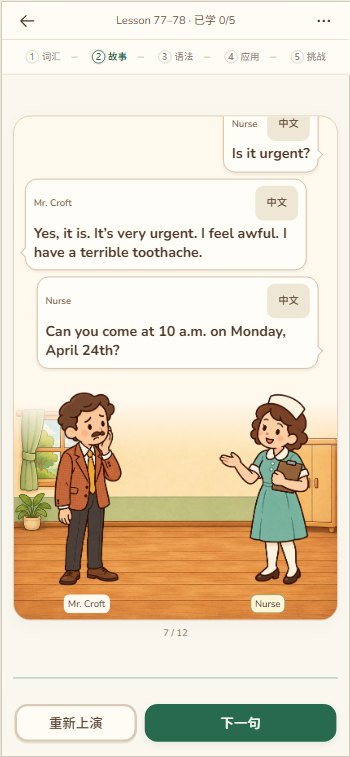 Lesson 77–78 · 已学 0/5
1 词汇 – 2 故事 – 3 语法 – 4 应用 – 5 挑战
Nurse 中文
Is it urgent?
Mr. Croft 中文
Yes, it is. It's very urgent. I feel awful. I
have a terrible toothache.
Nurse 中文
Can you come at 10 a.m. on Monday,
April 24th?
Mr. Croft
Nurse
7 / 12
重新上演
下一句